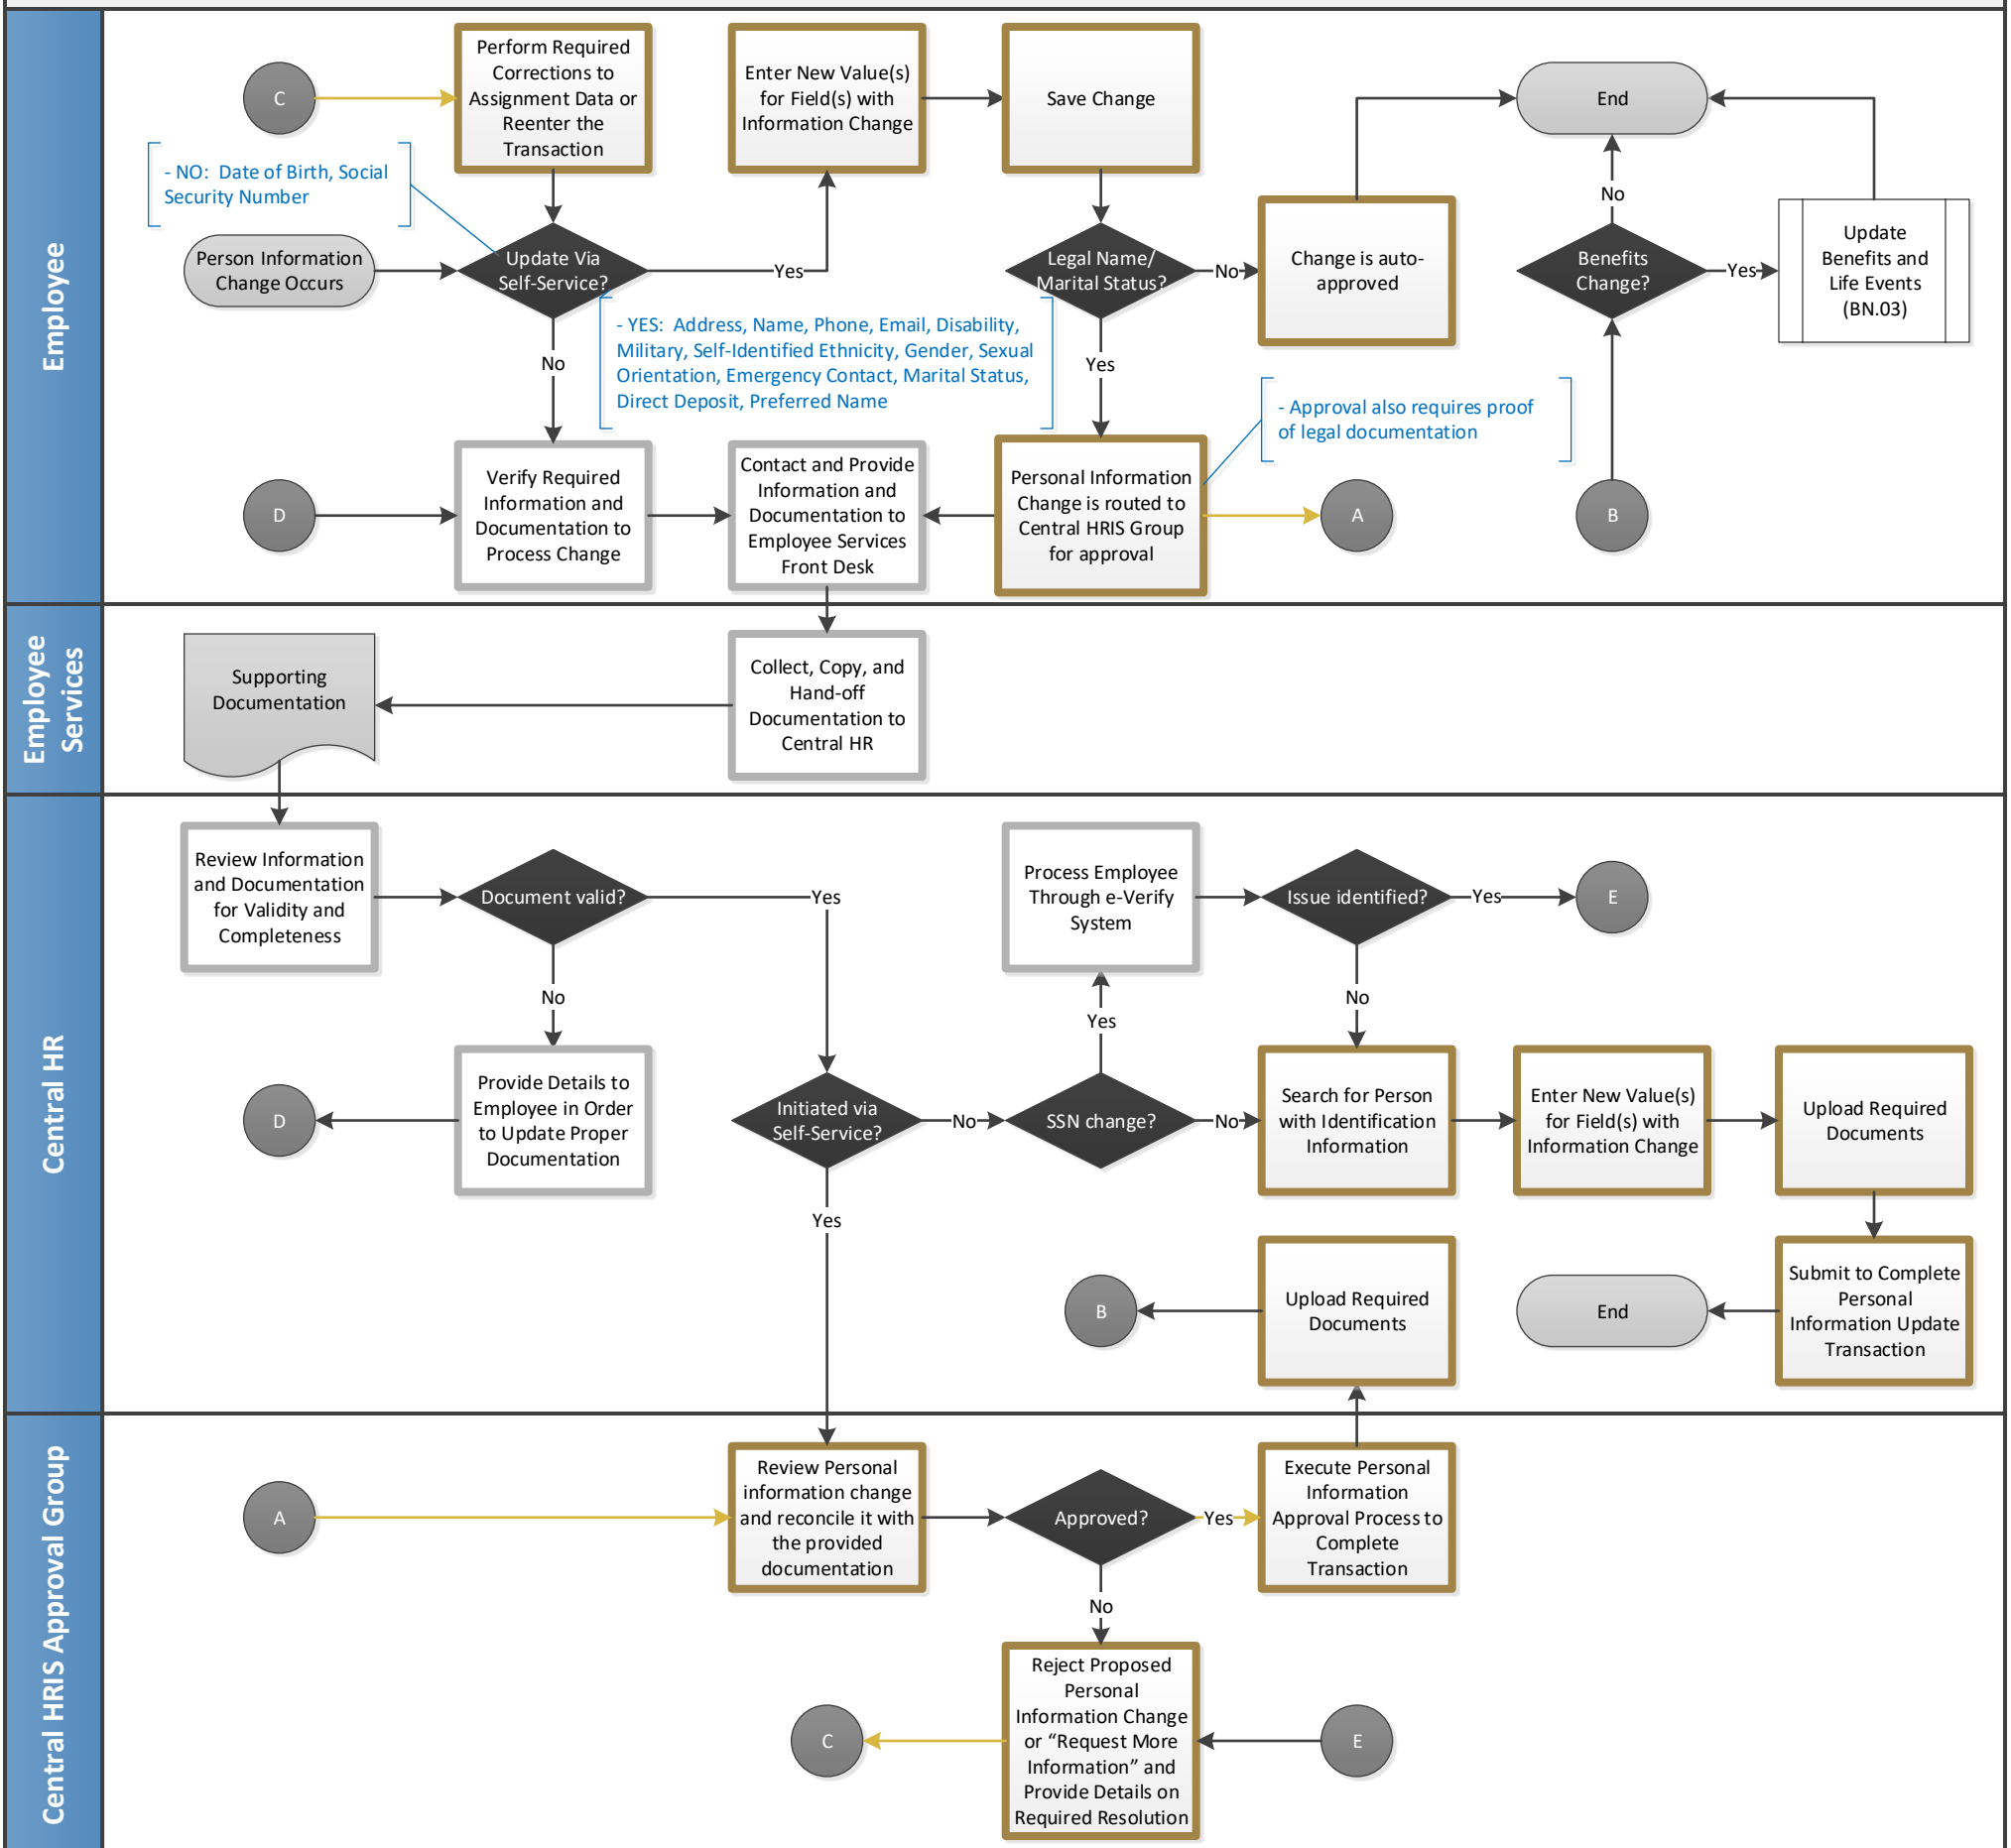 Employee
C
Perform Required
Corrections to
Assignment Data or
Reenter the
Transaction
Enter New Value(s)
for Field(s) with
Information Change
Save Change
End
- NO:  Date of Birth, Social
Security Number
Person Information
Change Occurs
Update Via
Self-Service?
Yes
No
Legal Name/
Marital Status?
No
Yes
Change is auto-
approved
Benefits
Change?
No
Yes
Update
Benefits and
Life Events
(BN.03)
- YES:  Address, Name, Phone, Email, Disability,
Military, Self-Identified Ethnicity, Gender, Sexual
Orientation, Emergency Contact, Marital Status,
Direct Deposit, Preferred Name
- Approval also requires proof
of legal documentation
D
Verify Required
Information and
Documentation to
Process Change
Contact and Provide
Information and
Documentation to
Employee Services
Front Desk
Personal Information
Change is routed to
Central HRIS Group
for approval
A
B
Employee
Services
Supporting
Documentation
Collect, Copy, and
Hand-off
Documentation to
Central HR
Central HR
Review Information
and Documentation
for Validity and
Completeness
Document valid?
Yes
No
Process Employee
Through e-Verify
System
Issue identified?
Yes
E
No
Yes
D
Provide Details to
Employee in Order
to Update Proper
Documentation
Initiated via
Self-Service?
No
SSN change?
No
Search for Person
with Identification
Information
Enter New Value(s)
for Field(s) with
Information Change
Upload Required
Documents
Yes
B
Upload Required
Documents
End
Submit to Complete
Personal
Information Update
Transaction
Central HRIS Approval Group
A
Review Personal
information change
and reconcile it with
the provided
documentation
Approved?
Yes
Execute Personal
Information
Approval Process to
Complete
Transaction
No
C
Reject Proposed
Personal
Information Change
or “Request More
Information” and
Provide Details on
Required Resolution
E